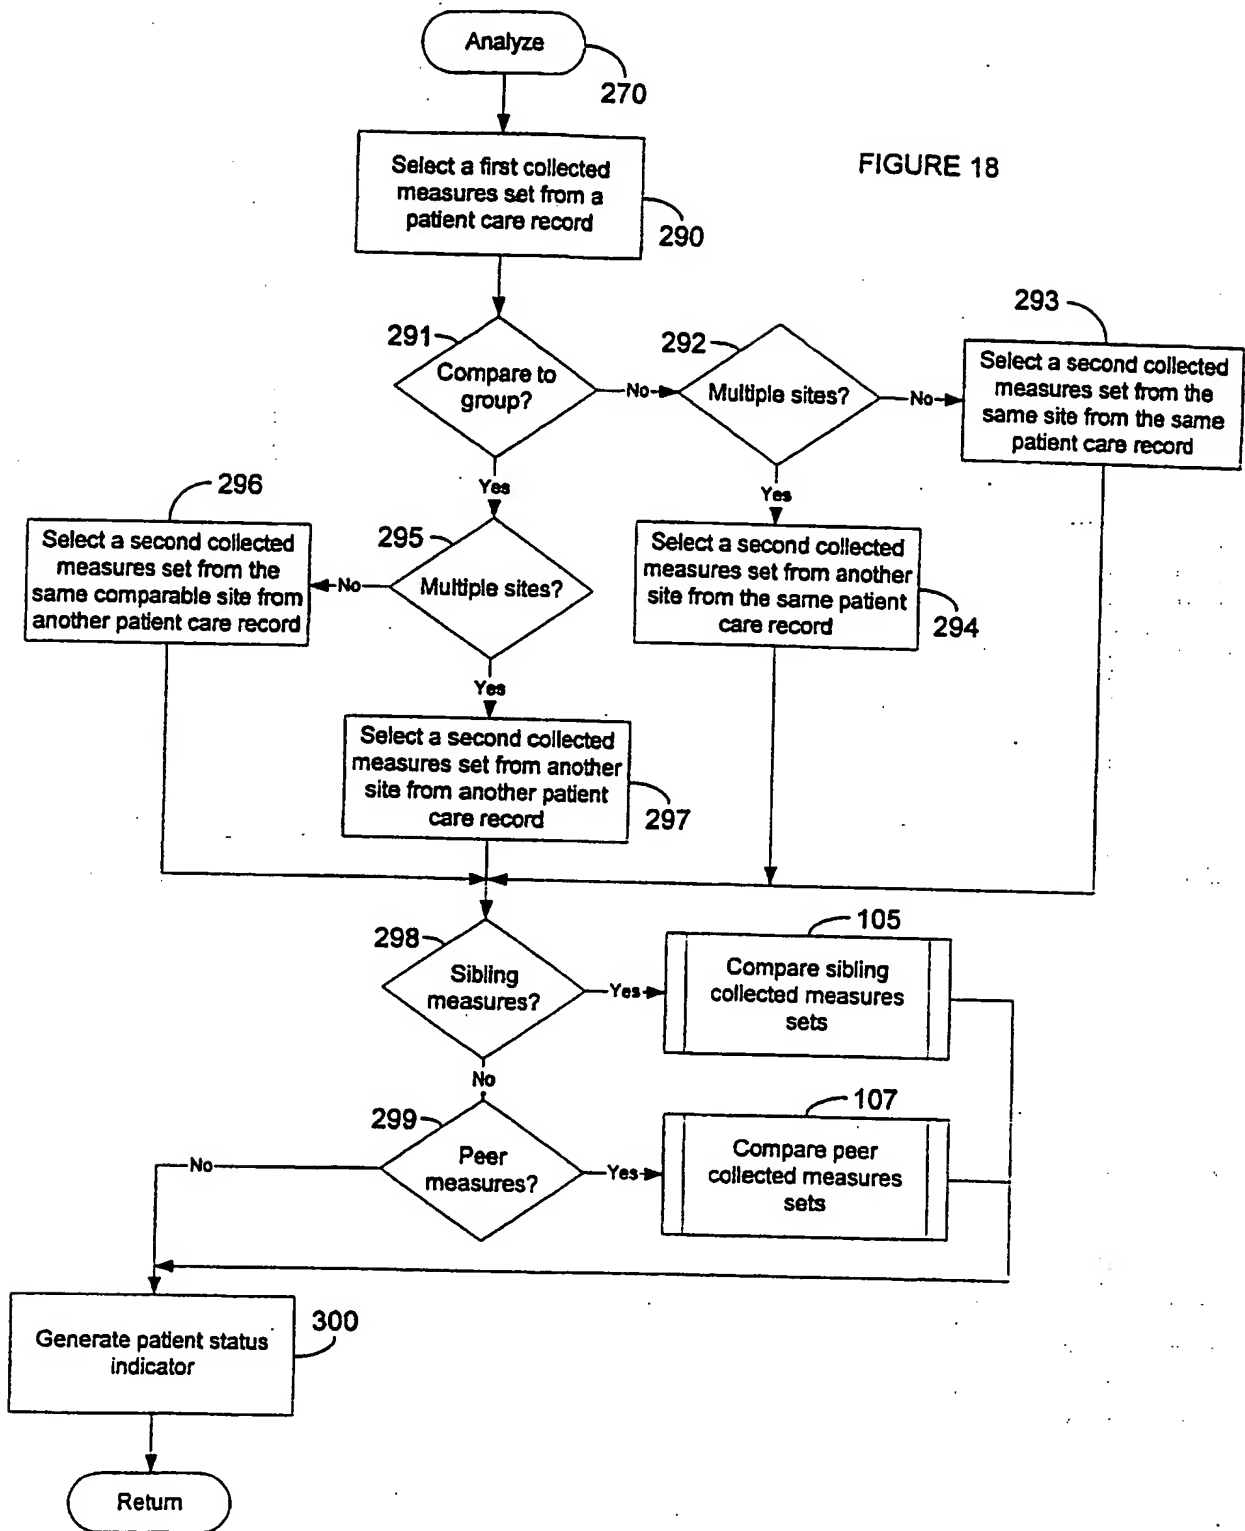 Analyze
270
Select a first collected
measures set from a
patient care record
290
FIGURE 18
291
Compare to
group?
No
292
Multiple sites?
No
293
Select a second collected
measures set from the
same site from the same
patient care record
Yes
Yes
296
Select a second collected
measures set from the
same comparable site from
another patient care record
No
295
Multiple sites?
Select a second collected
measures set from another
site from the same patient
care record
294
Yes
Select a second collected
measures set from another
site from another patient
care record
297
298
Sibling
measures?
Yes
105
Compare sibling
collected measures
sets
No
299
Peer
measures?
No
Yes
107
Compare peer
collected measures
sets
Generate patient status
indicator
300
Return